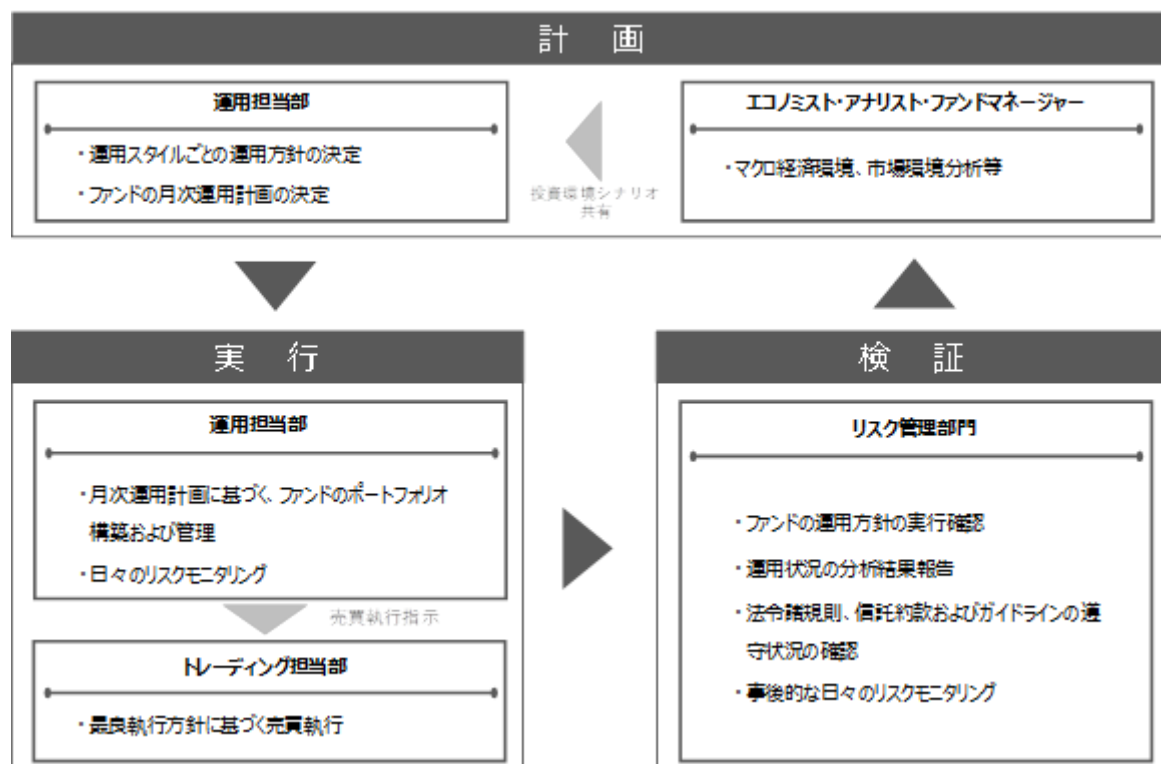 計 画
運用担当部
・運用スタイルごとの運用方針の決定
・ファンドの月次運用計画の決定
投資環境シナリオ
共有
エコノミスト・アナリスト・ファンドマネージャー
・マクロ経済環境、市場環境分析等
実 行
運用担当部
・月次運用計画に基づく、ファンドのポートフォリオ
構築および管理
・日々のリスクモニタリング
売買執行指示
トレーディング担当部
・最良執行方針に基づく売買執行
検 証
リスク管理部門
・ファンドの運用方針の実行確認
・運用状況の分析結果報告
・法令諸規則、信託約款およびガイドラインの遵
守状況の確認
・事後的な日々のリスクモニタリング